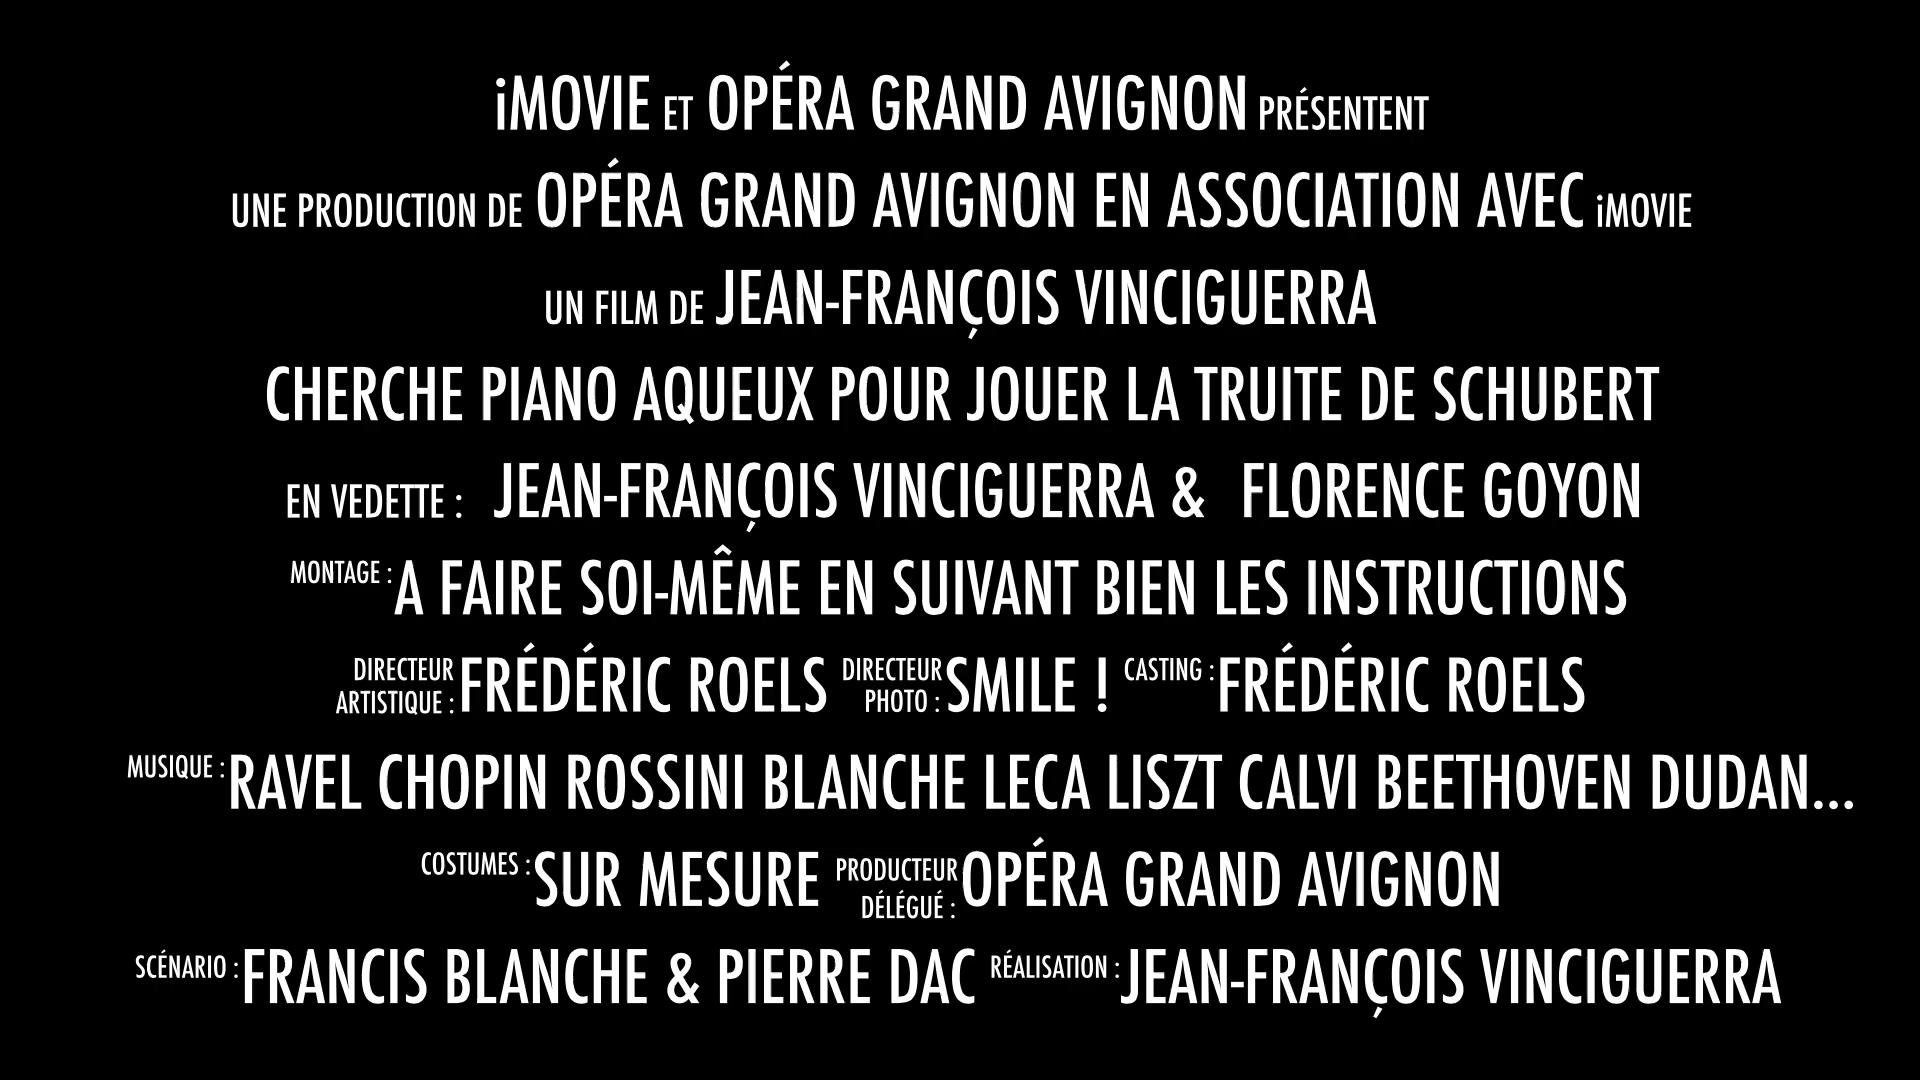 iMOVIE ET OPÉRA GRAND AVIGNON PRÉSENTENT
UNE PRODUCTION DE OPÉRA GRAND AVIGNON EN ASSOCIATION AVEC iMOVIE
UN FILM DE JEAN-FRANÇOIS VINCIGUERRA
CHERCHE PIANO AQUEUX POUR JOUER LA TRUITE DE SCHUBERT
EN VEDETTE : JEAN-FRANÇOIS VINCIGUERRA & FLORENCE GOYON
MONTAGE : A FAIRE SOI-MÊME EN SUIVANT BIEN LES INSTRUCTIONS
DIRECTEUR ARTISTIQUE : FRÉDÉRIC ROELS DIRECTEUR PHOTO : SMILE ! CASTING : FRÉDÉRIC ROELS
MUSIQUE : RAVEL CHOPIN ROSSINI BLANCHE LECA LISZT CALVI BEETHOVEN DUDAN...
COSTUMES : SUR MESURE PRODUCTEUR DÉLÉGUÉ : OPÉRA GRAND AVIGNON
SCÉNARIO : FRANCIS BLANCHE & PIERRE DAC RÉALISATION : JEAN-FRANÇOIS VINCIGUERRA